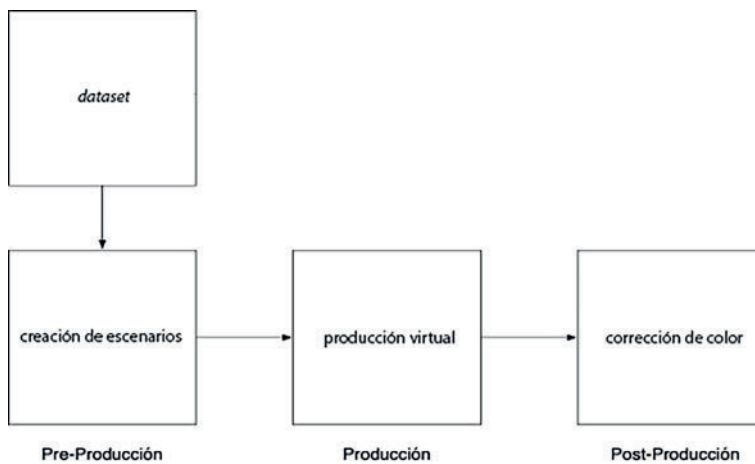 dataset
creación de escenarios
producción virtual
corrección de color
Pre-Producción
Producción
Post-Producción